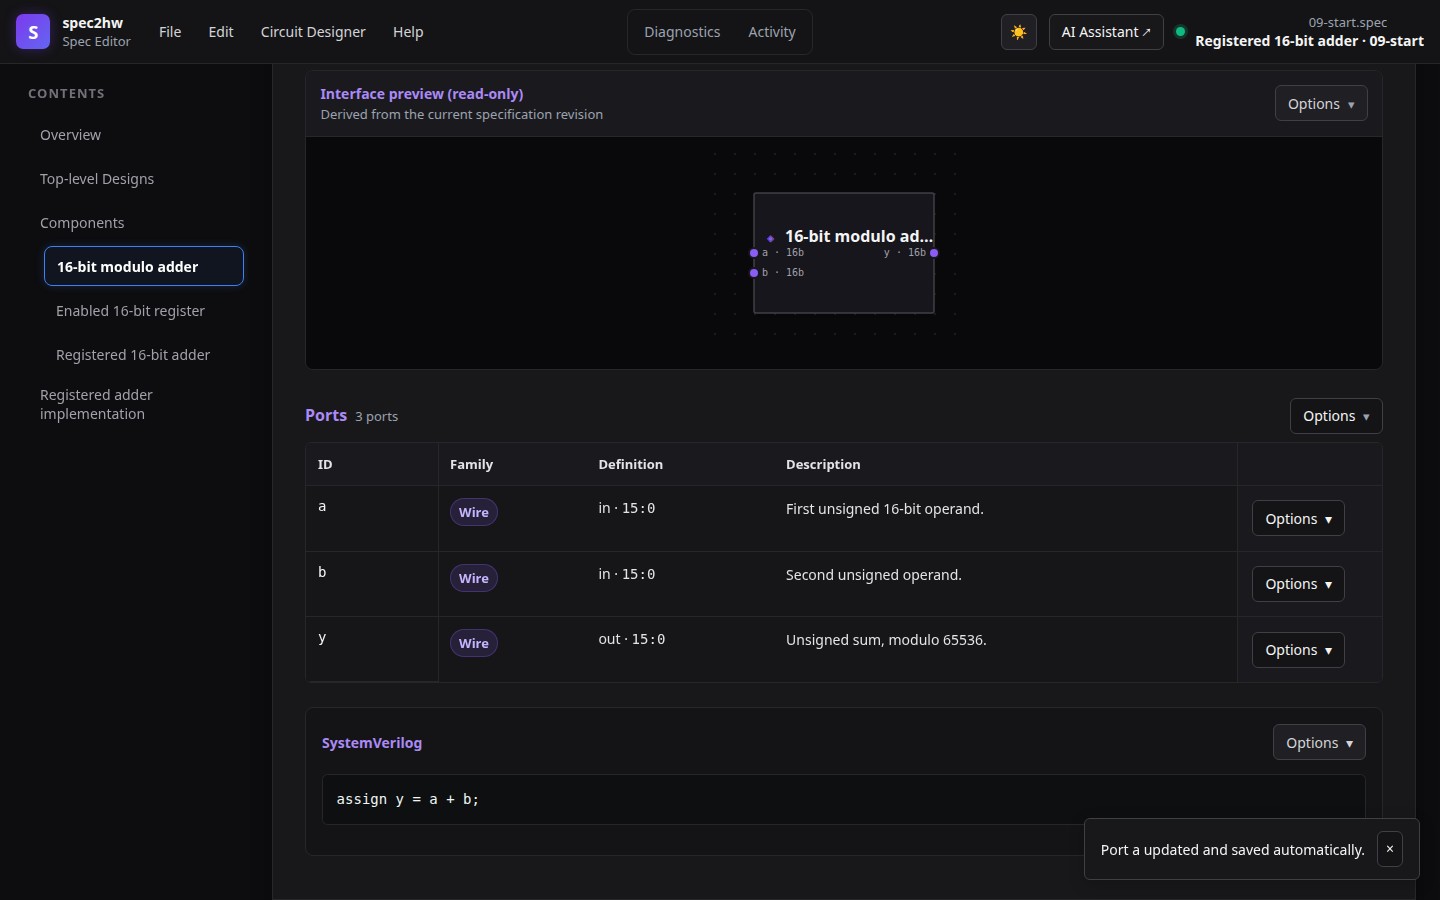 S
spec2hw
Spec Editor
File Edit Circuit Designer Help
Diagnostics Activity
AI Assistant ↗
09-start.spec
Registered 16-bit adder · 09-start
CONTENTS
Overview
Top-level Designs
Components
16-bit modulo adder
Enabled 16-bit register
Registered 16-bit adder
Registered adder
implementation
Interface preview (read-only)
Derived from the current specification revision
Options ▾
◈ 16-bit modulo ad...
a · 16b y · 16b
b · 16b
Ports 3 ports
Options ▾
ID Family Definition Description
a Wire in · 15:0 First unsigned 16-bit operand. Options ▾
b Wire in · 15:0 Second unsigned operand. Options ▾
y Wire out · 15:0 Unsigned sum, modulo 65536. Options ▾
SystemVerilog
Options ▾
assign y = a + b;
Port a updated and saved automatically. ×